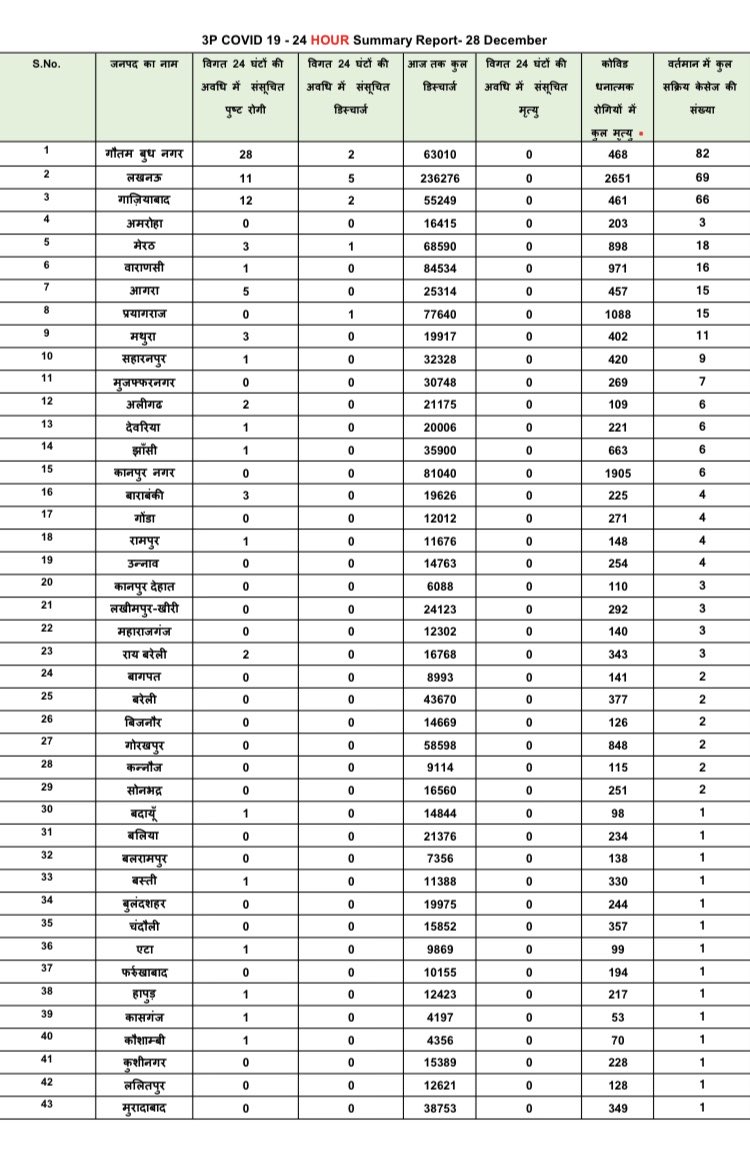 3P COVID 19 - 24 HOUR Summary Report- 28 December
S.No. जनपद का नाम विगत 24 घंटों की विगत 24 घंटों की आज तक कुल विगत 24 घंटों की कोविड वर्तमान में कुल
अवधि में संसूचित अवधि में संसूचित डिस्चार्ज अवधि में संसूचित धनात्मक सक्रिय केसेज की
पुष्ट रोगी डिस्चार्ज मृत्यु रोगियों में संख्या
कुल मृत्यु
1 गौतम बुध नगर 28 2 63010 0 468 82
2 लखनऊ 11 5 236276 0 2651 69
3 गाज़ियाबाद 12 2 55249 0 461 66
4 अमरोहा 0 0 16415 0 203 3
5 मेरठ 3 1 68590 0 898 18
6 वाराणसी 1 0 84534 0 971 16
7 आगरा 5 0 25314 0 457 15
8 प्रयागराज 0 1 77640 0 1088 15
9 मथुरा 3 0 19917 0 402 11
10 सहारनपुर 1 0 32328 0 420 9
11 मुजफ्फरनगर 0 0 30748 0 269 7
12 अलीगढ 2 0 21175 0 109 6
13 देवरिया 1 0 20006 0 221 6
14 झाँसी 1 0 35900 0 663 6
15 कानपुर नगर 0 0 81040 0 1905 6
16 बाराबंकी 3 0 19626 0 225 4
17 गोंडा 0 0 12012 0 271 4
18 रामपुर 1 0 11676 0 148 4
19 उन्नाव 0 0 14763 0 254 4
20 कानपुर देहात 0 0 6088 0 110 3
21 लखीमपुर-खीरी 0 0 24123 0 292 3
22 महाराजगंज 0 0 12302 0 140 3
23 राय बरेली 2 0 16768 0 343 3
24 बागपत 0 0 8993 0 141 2
25 बरेली 0 0 43670 0 377 2
26 बिजनौर 0 0 14669 0 126 2
27 गोरखपुर 0 0 58598 0 848 2
28 कन्नौज 0 0 9114 0 115 2
29 सोनभद्र 0 0 16560 0 251 2
30 बदायूँ 1 0 14844 0 98 1
31 बलिया 0 0 21376 0 234 1
32 बलरामपुर 0 0 7356 0 138 1
33 बस्ती 1 0 11388 0 330 1
34 बुलंदशहर 0 0 19975 0 244 1
35 चंदौली 0 0 15852 0 357 1
36 एटा 1 0 9869 0 99 1
37 फर्रुखाबाद 0 0 10155 0 194 1
38 हापुड़ 1 0 12423 0 217 1
39 कासगंज 1 0 4197 0 53 1
40 कौशाम्बी 1 0 4356 0 70 1
41 कुशीनगर 0 0 15389 0 228 1
42 ललितपुर 0 0 12621 0 128 1
43 मुरादाबाद 0 0 38753 0 349 1